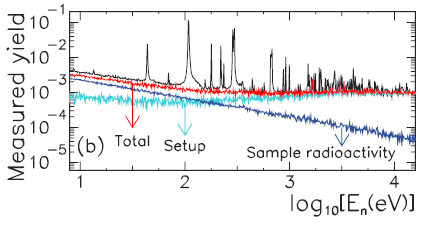 Measured yield
10⁻¹
10⁻²
10⁻³
10⁻⁴
10⁻⁵
(b)
Total
Setup
Sample radioactivity
1 2 3 4
log₁₀[Eₙ(eV)]